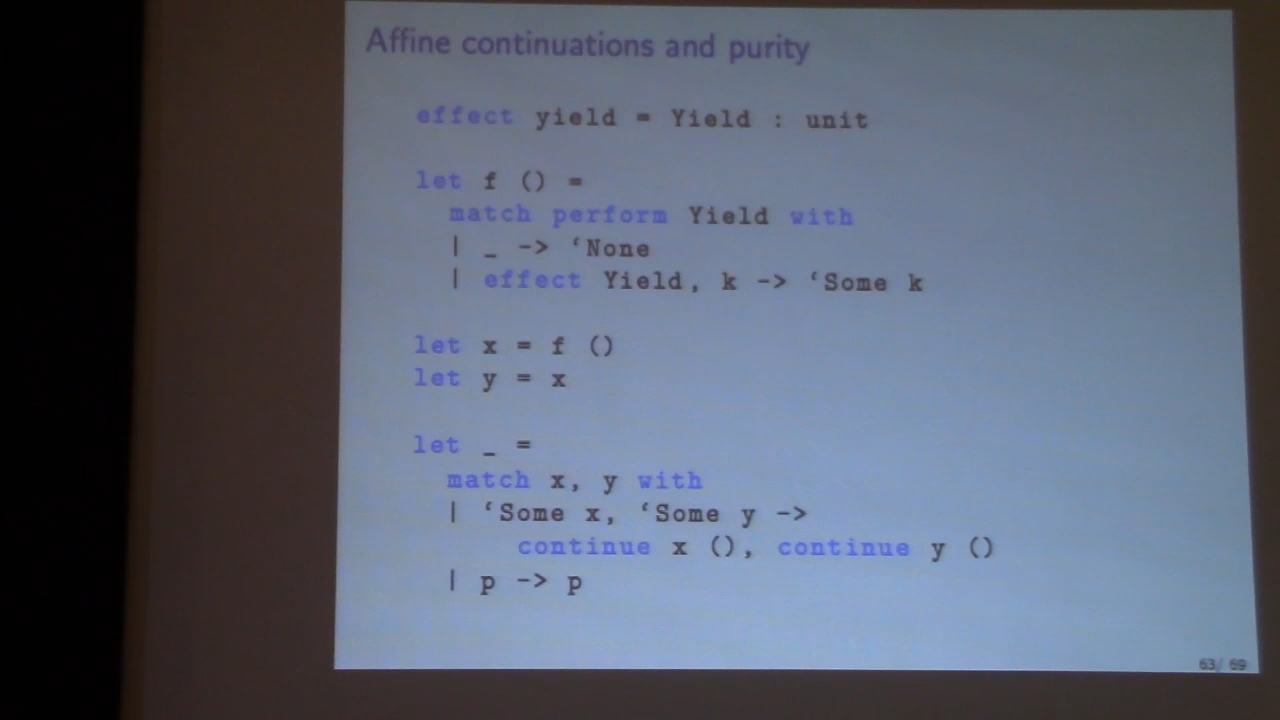 Affine continuations and purity
effect yield = Yield : unit
let f () =
match perform Yield with
| _ -> ‘None
| effect Yield, k -> ‘Some k
let x = f ()
let y = x
let _ =
match x, y with
| ‘Some x, ‘Some y ->
continue x (), continue y ()
| p -> p
63/ 69